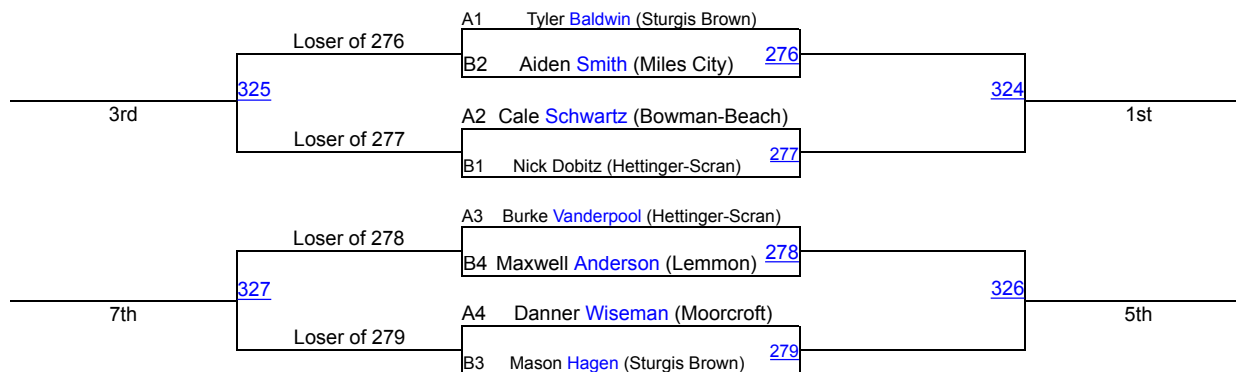 A1 Tyler Baldwin (Sturgis Brown)
Loser of 276
B2 Aiden Smith (Miles City) 276
325
324
3rd
A2 Cale Schwartz (Bowman-Beach)
1st
Loser of 277
B1 Nick Dobitz (Hettinger-Scran) 277
A3 Burke Vanderpool (Hettinger-Scran)
Loser of 278
B4 Maxwell Anderson (Lemmon) 278
327
326
7th
A4 Danner Wiseman (Moorcroft)
5th
Loser of 279
B3 Mason Hagen (Sturgis Brown) 279